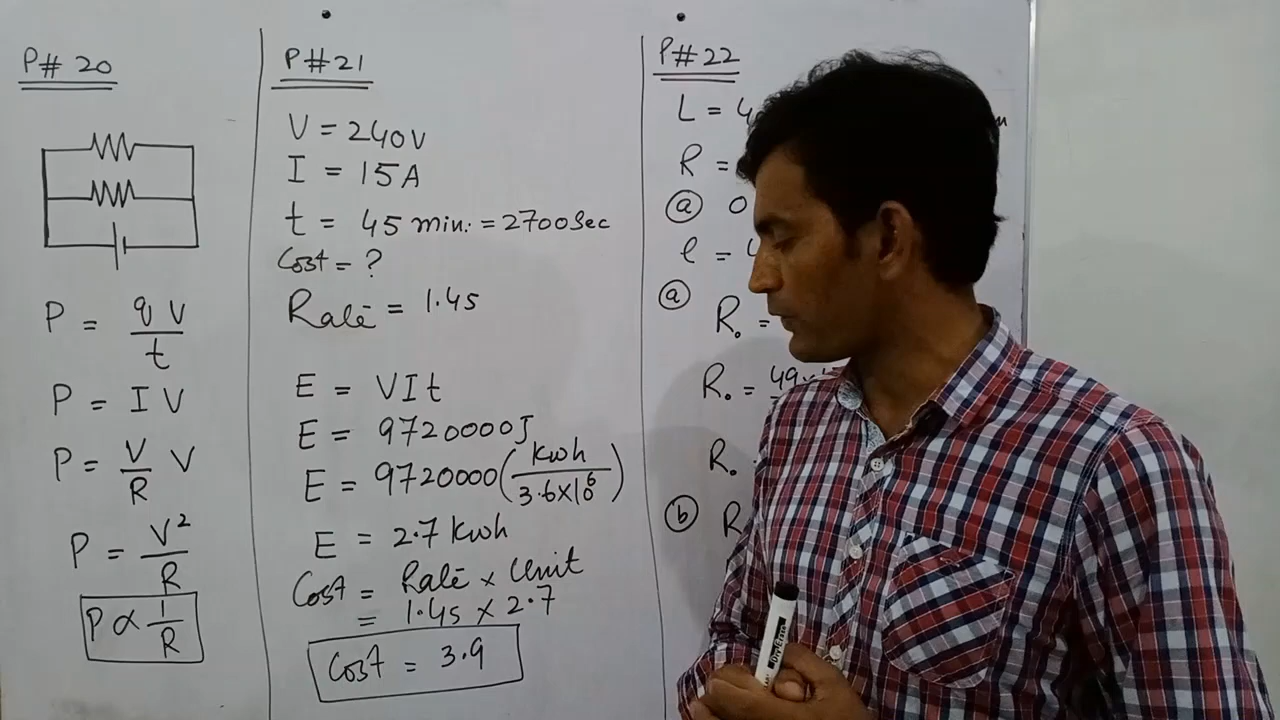 P# 20
P = qV/t
P = IV
P = V/R V
P = V²/R
P ∝ 1/R
P#21
V = 240V
I = 15A
t = 45 min. = 2700Sec
Cost = ?
Rate = 1.45
E = VIt
E = 9720000J
E = 9720000(kwh/3.6×10⁶)
E = 2.7 kwh
Cost = Rate × Unit
= 1.45 × 2.7
Cost = 3.9
P#22
L = 4
R =
ⓐ 0
l =
ⓐ
R₀ =
R₀ = 49
R₀
ⓑ R